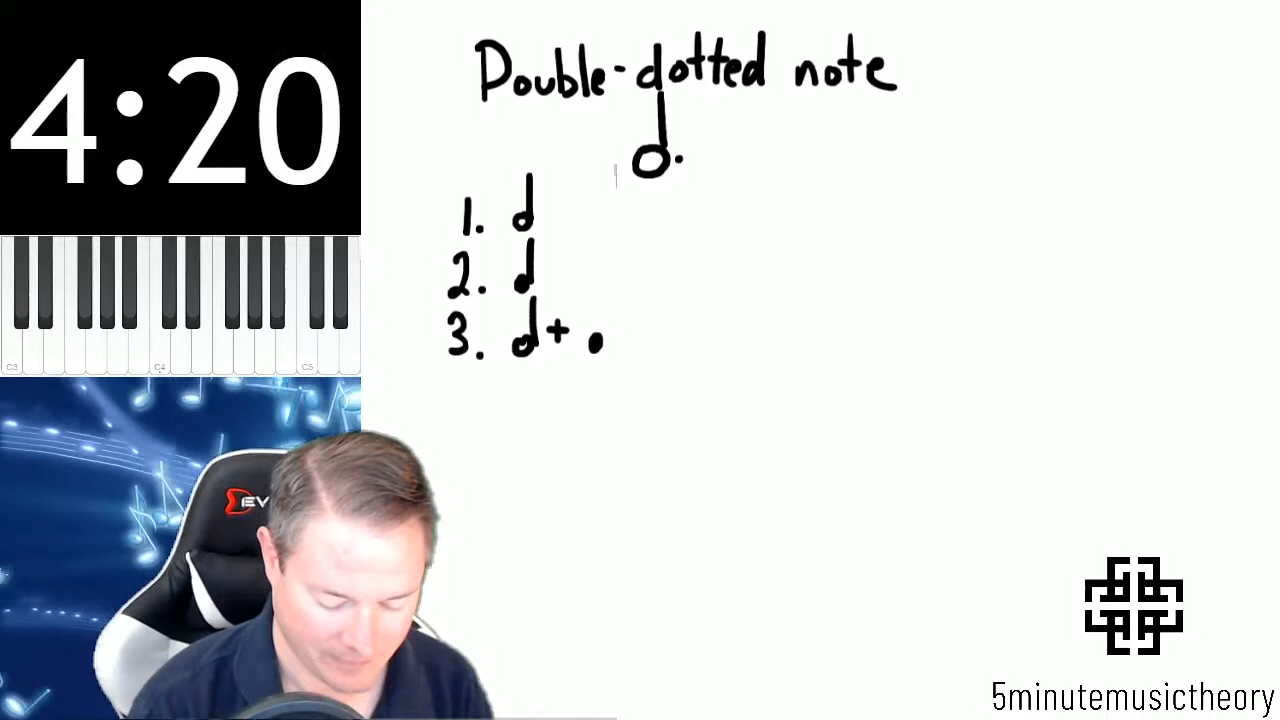 4:20
Double-dotted note
1.
2.
3. +
C3 C4 C5
EV
5minutemusictheory